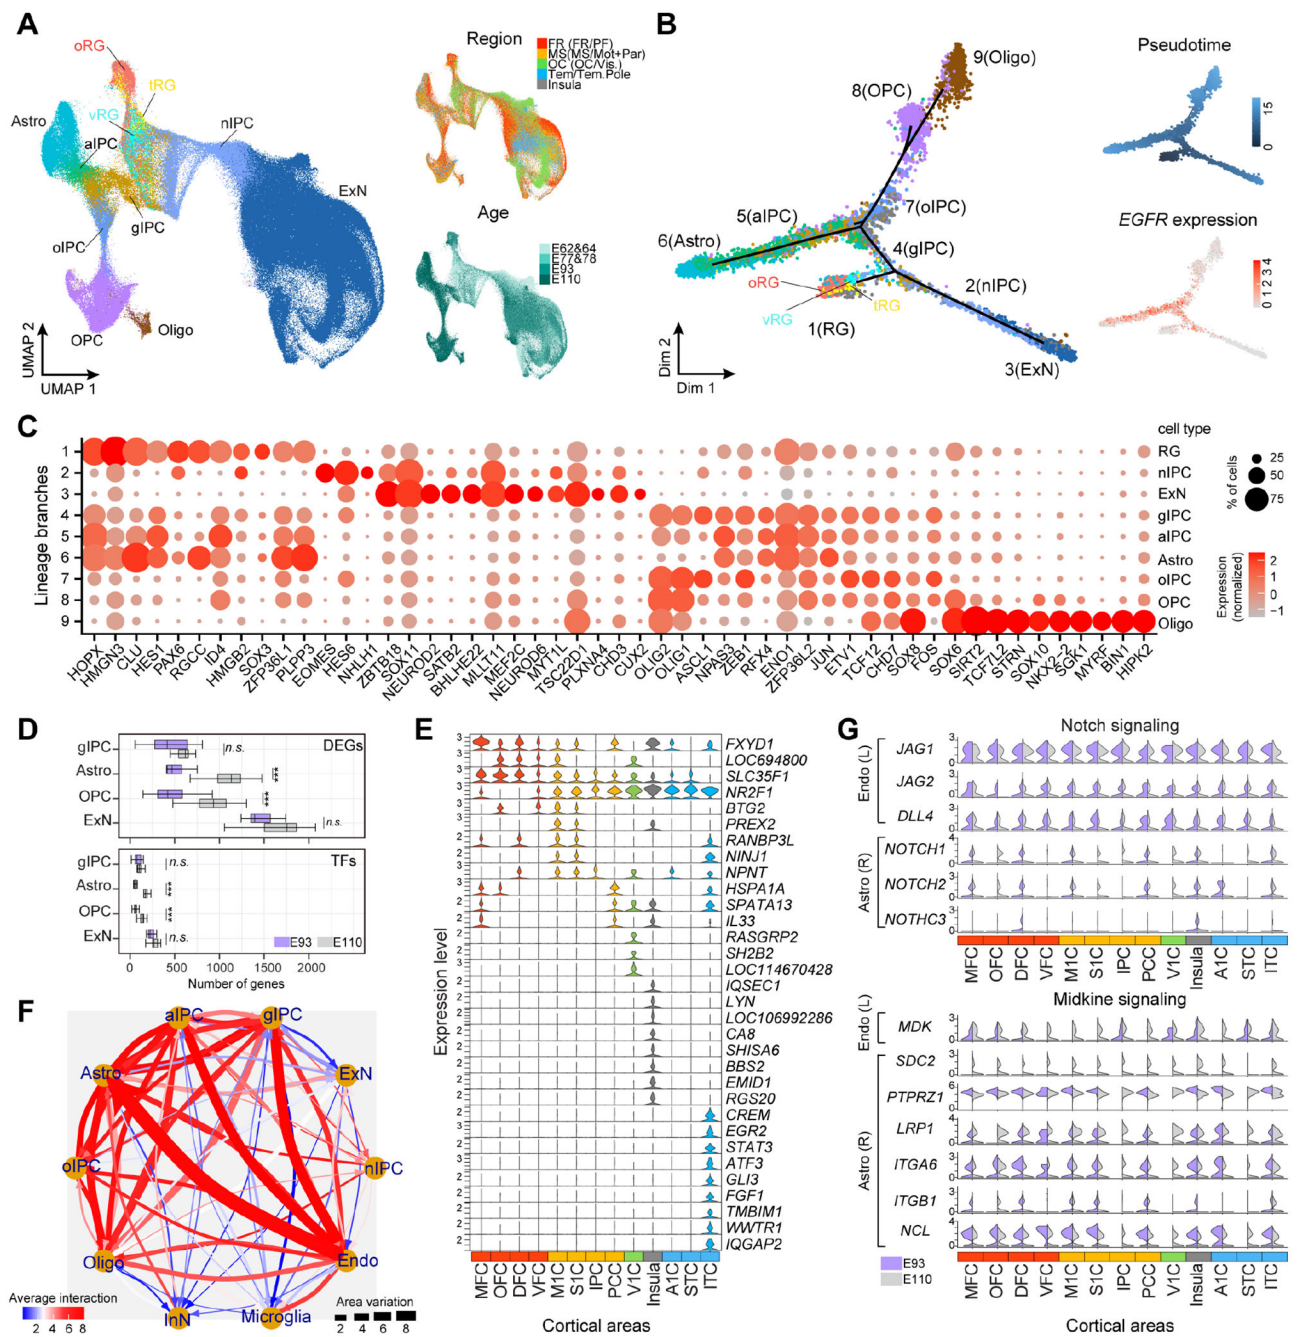 A
oRG
tRG
vRG
Astro
aIPC
nIPC
ExN
gIPC
oIPC
OPC
Oligo
UMAP 2
UMAP 1
Region
FR (FR/PF)
MS(MS/Mot+Par)
OC (OC/Vis.)
Tem/Tem.Pole
Insula
Age
E62&64
E77&78
E93
E110
B
9(Oligo)
8(OPC)
7(oIPC)
5(aIPC)
6(Astro)
4(gIPC)
oRG
vRG
tRG
2(nIPC)
1(RG)
3(ExN)
Dim 2
Dim 1
Pseudotime
15
0
EGFR expression
0 1 2 3 4
C
Lineage branches
1
2
3
4
5
6
7
8
9
cell type
RG
nIPC
ExN
gIPC
aIPC
Astro
oIPC
OPC
Oligo
% of cells
25
50
75
Expression
(normalized)
2
1
0
−1
HOPX
HMGN3
CLU
HES1
PAX6
RGCC
ID4
HMGB2
SOX3
ZFP36L1
PLPP3
EOMES
HES6
NHLH1
ZBTB18
SOX11
NEUROD2
SATB2
BHLHE22
MLLT11
MEF2C
NEUROD6
MYT1L
TSC22D1
PLXNA4
CHD3
CUX2
OLIG2
OLIG1
ASCL1
NPAS3
ZEB1
RFX4
ENO1
ZFP36L2
JUN
ETV1
TCF12
CHD7
SOX8
FOS
SOX6
SIRT2
TCF7L2
STRN
SOX10
NKX2-2
SGK1
MYRF
BIN1
HIPK2
D
gIPC
Astro
OPC
ExN
DEGs
n.s.
***
***
n.s.
gIPC
Astro
OPC
ExN
TFs
n.s.
***
***
n.s.
E93
E110
0
500
1000
1500
2000
Number of genes
E
Expression level
FXYD1
LOC694800
SLC35F1
NR2F1
BTG2
PREX2
RANBP3L
NINJ1
NPNT
HSPA1A
SPATA13
IL33
RASGRP2
SH2B2
LOC114670428
IQSEC1
LYN
LOC106992286
CA8
SHISA6
BBS2
EMID1
RGS20
CREM
EGR2
STAT3
ATF3
GLI3
FGF1
TMBIM1
WWTR1
IQGAP2
MFC
OFC
DFC
VFC
M1C
S1C
IPC
PCC
V1C
Insula
A1C
STC
ITC
Cortical areas
F
aIPC
gIPC
Astro
ExN
oIPC
nIPC
Oligo
Endo
InN
Microglia
Average interaction
2 4 6 8
Area variation
2 4 6 8
G
Notch signaling
Endo (L)
JAG1
JAG2
DLL4
Astro (R)
NOTCH1
NOTCH2
NOTHC3
MFC
OFC
DFC
VFC
M1C
S1C
IPC
PCC
V1C
Insula
A1C
STC
ITC
Midkine signaling
Endo (L)
MDK
Astro (R)
SDC2
PTPRZ1
LRP1
ITGA6
ITGB1
NCL
E93
E110
MFC
OFC
DFC
VFC
M1C
S1C
IPC
PCC
V1C
Insula
A1C
STC
ITC
Cortical areas